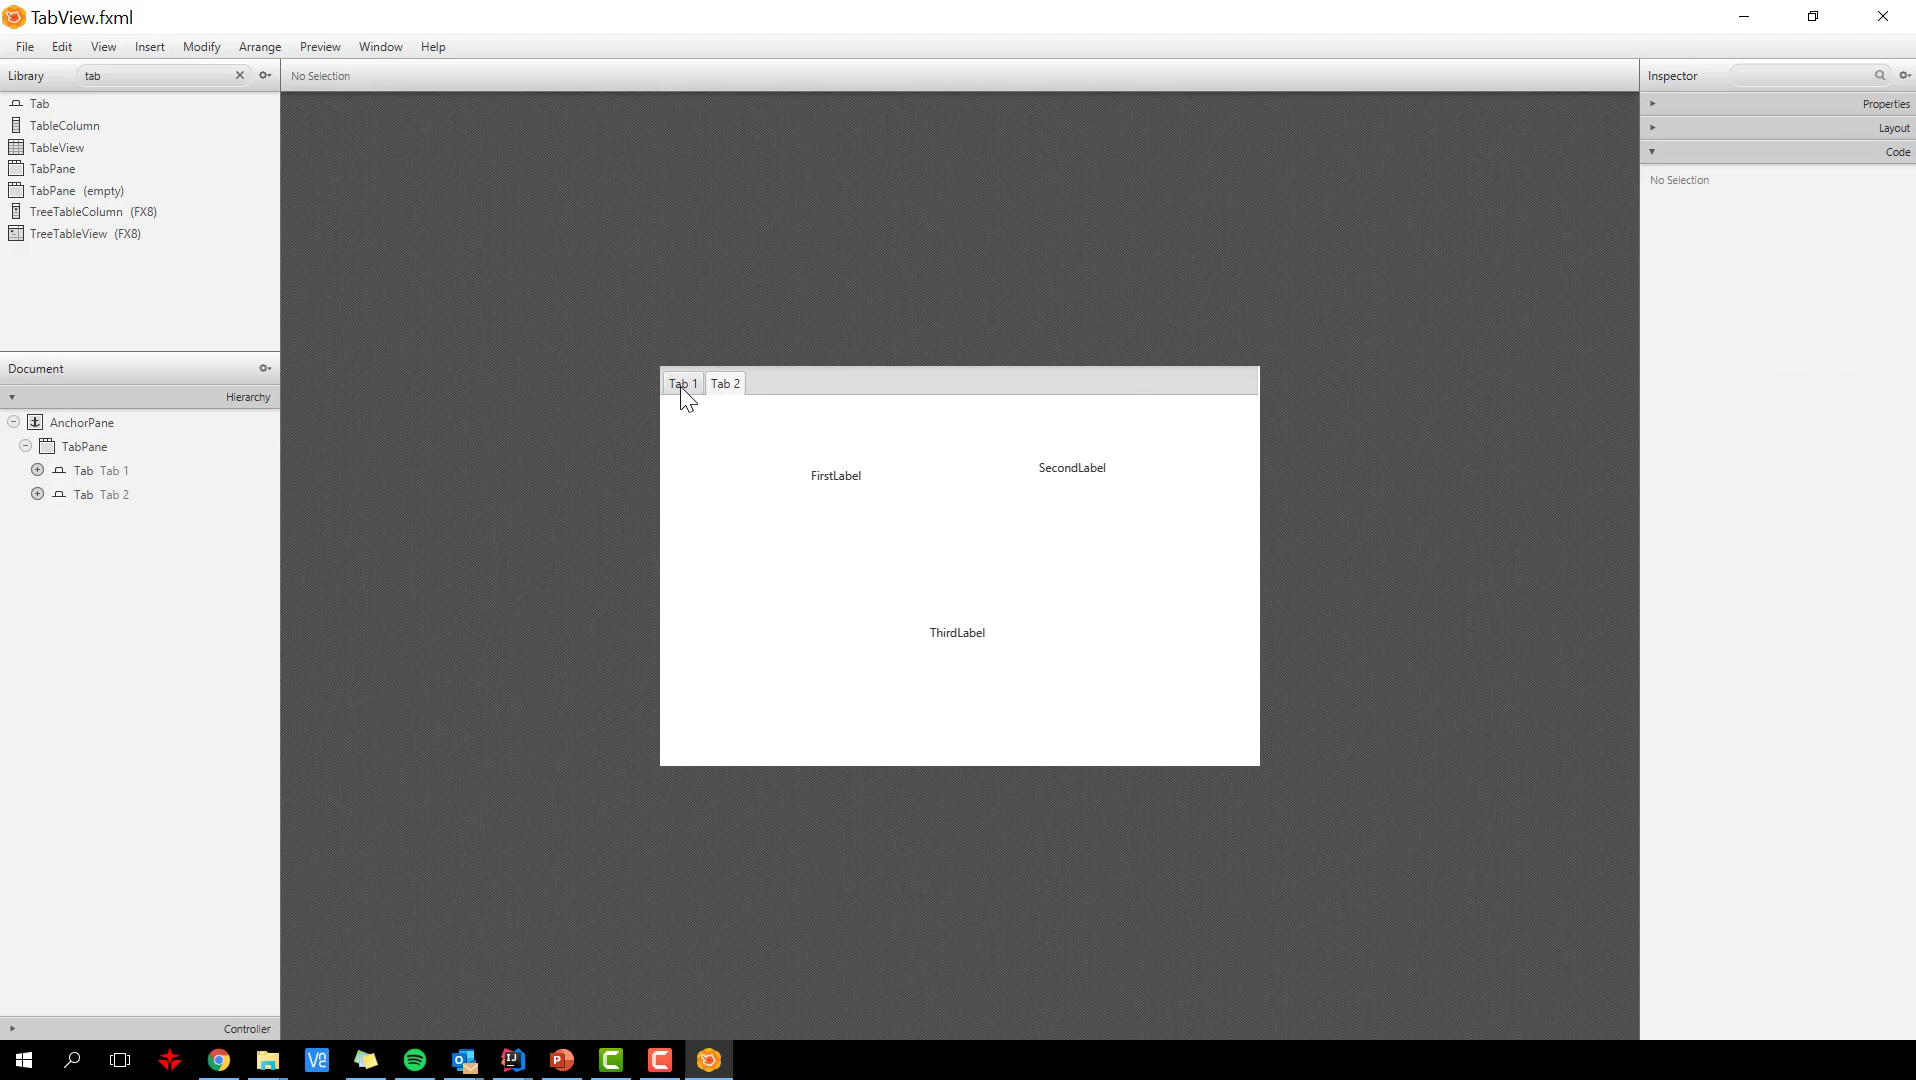 TabView.fxml
File Edit View Insert Modify Arrange Preview Window Help
Library tab
No Selection
Inspector
Tab
TableColumn
TableView
TabPane
TabPane (empty)
TreeTableColumn (FX8)
TreeTableView (FX8)
Properties
Layout
Code
No Selection
Document
Hierarchy
AnchorPane
TabPane
Tab Tab 1
Tab Tab 2
Controller
Tab 1 Tab 2
FirstLabel
SecondLabel
ThirdLabel